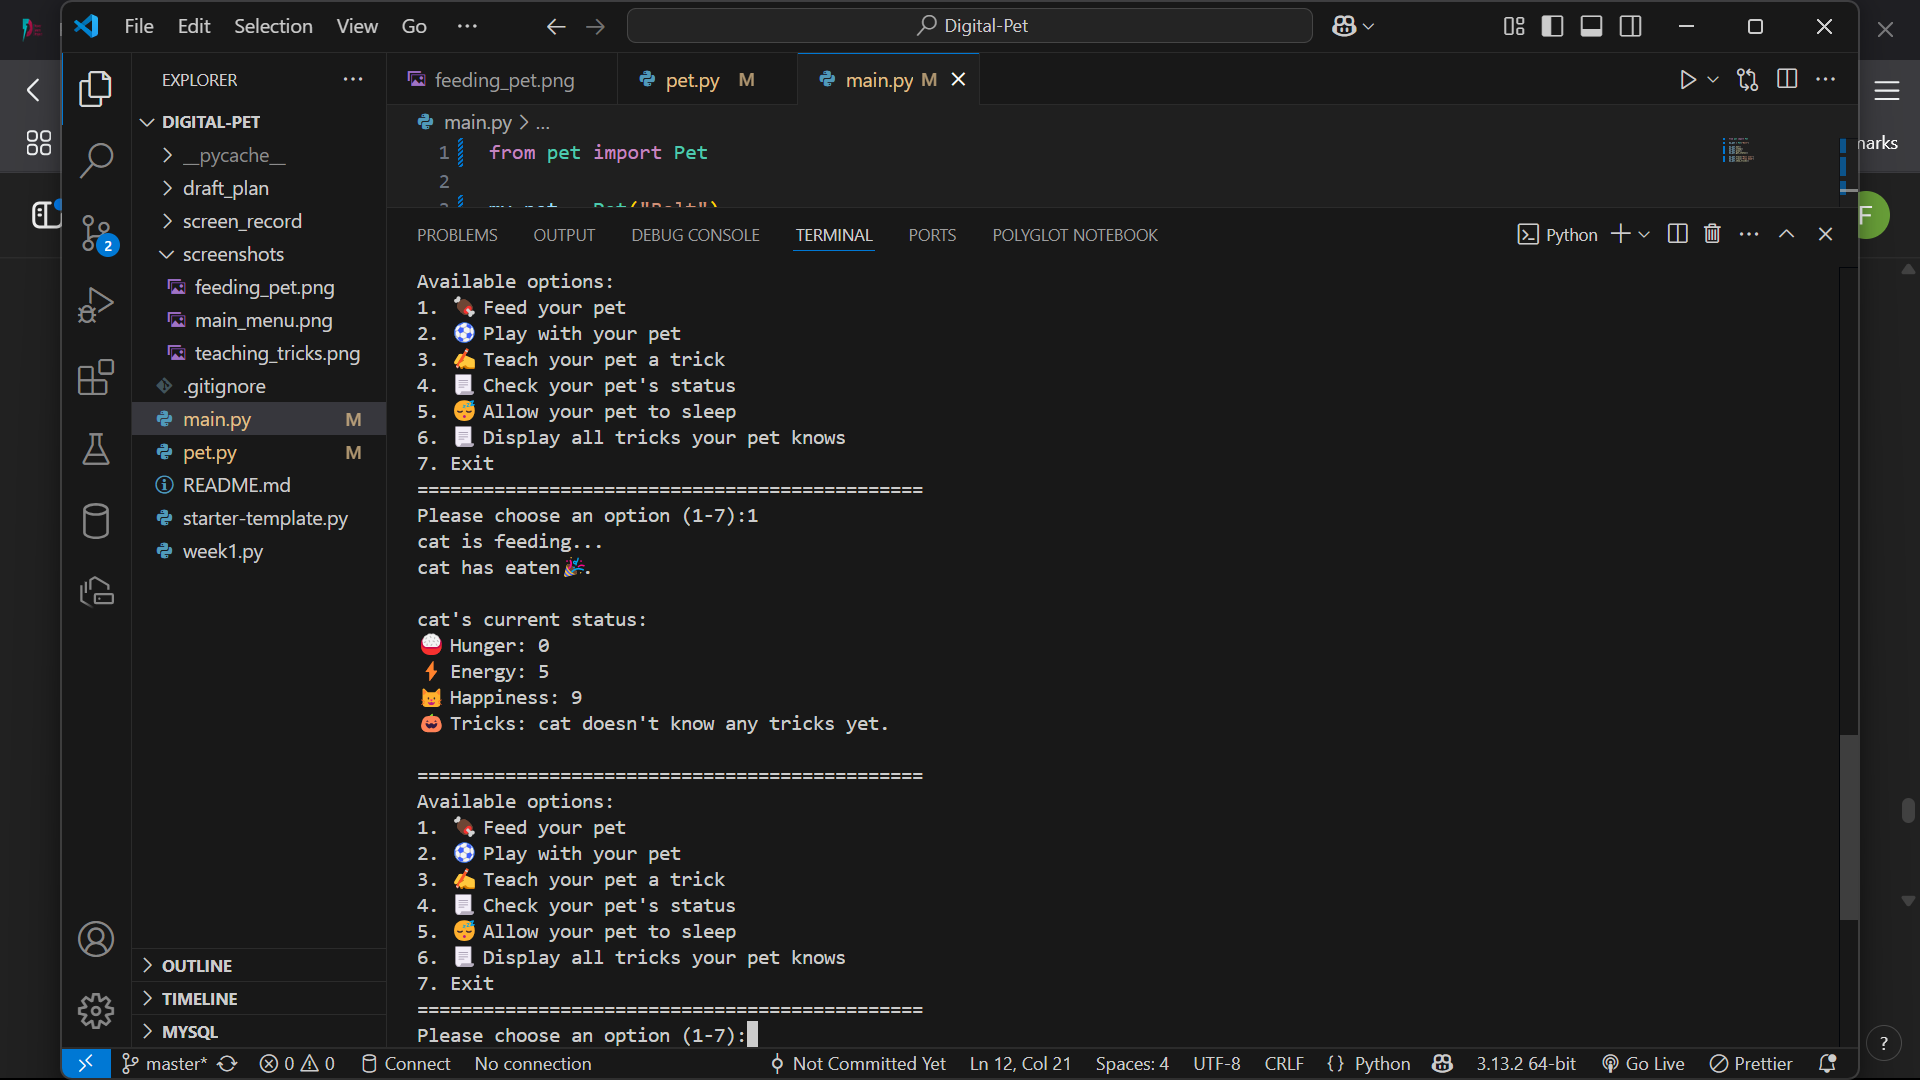 File Edit Selection View Go ··· Digital-Pet
EXPLORER ···
DIGITAL-PET
__pycache__
draft_plan
screen_record
screenshots
feeding_pet.png
main_menu.png
teaching_tricks.png
.gitignore
main.py M
pet.py M
README.md
starter-template.py
week1.py
OUTLINE
TIMELINE
MYSQL
2
feeding_pet.png pet.py M main.py M
main.py > ...
1 from pet import Pet
2
PROBLEMS OUTPUT DEBUG CONSOLE TERMINAL PORTS POLYGLOT NOTEBOOK Python
Available options:
1. 🍗 Feed your pet
2. ⚽ Play with your pet
3. ✍ Teach your pet a trick
4. 📃 Check your pet's status
5. 😴 Allow your pet to sleep
6. 📃 Display all tricks your pet knows
7. Exit
==============================================
Please choose an option (1-7):1
cat is feeding...
cat has eaten🎉.
cat's current status:
🍚 Hunger: 0
⚡ Energy: 5
😺 Happiness: 9
🎃 Tricks: cat doesn't know any tricks yet.
==============================================
Available options:
1. 🍗 Feed your pet
2. ⚽ Play with your pet
3. ✍ Teach your pet a trick
4. 📃 Check your pet's status
5. 😴 Allow your pet to sleep
6. 📃 Display all tricks your pet knows
7. Exit
==============================================
Please choose an option (1-7):
master* 0 0 Connect No connection Not Committed Yet Ln 12, Col 21 Spaces: 4 UTF-8 CRLF {} Python 3.13.2 64-bit Go Live Prettier
F
?